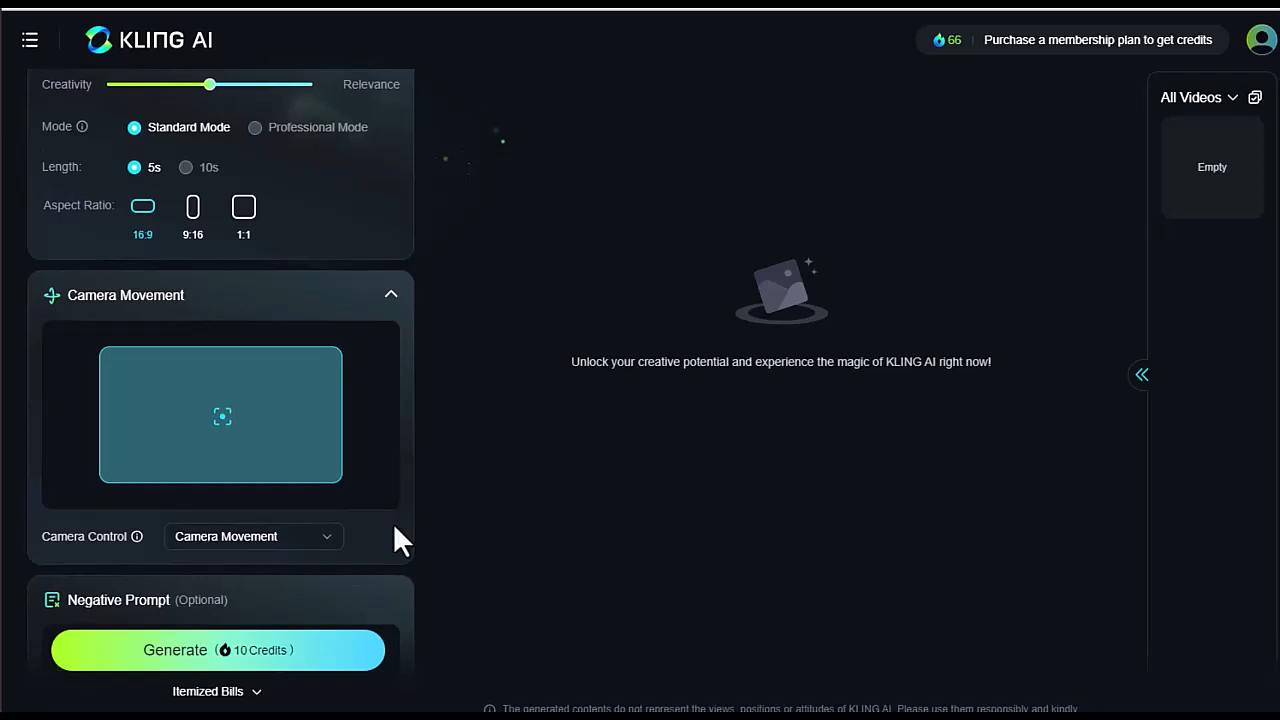 KLING AI
66
Purchase a membership plan to get credits
Creativity
Relevance
Mode
Standard Mode
Professional Mode
Length:
5s
10s
Aspect Ratio:
16:9
9:16
1:1
Camera Movement
Camera Control
Camera Movement
Negative Prompt (Optional)
Generate ( 10 Credits )
Itemized Bills
Unlock your creative potential and experience the magic of KLING AI right now!
All Videos
Empty
The generated contents do not represent the views, positions or attitudes of KLING AI. Please use them responsibly and kindly